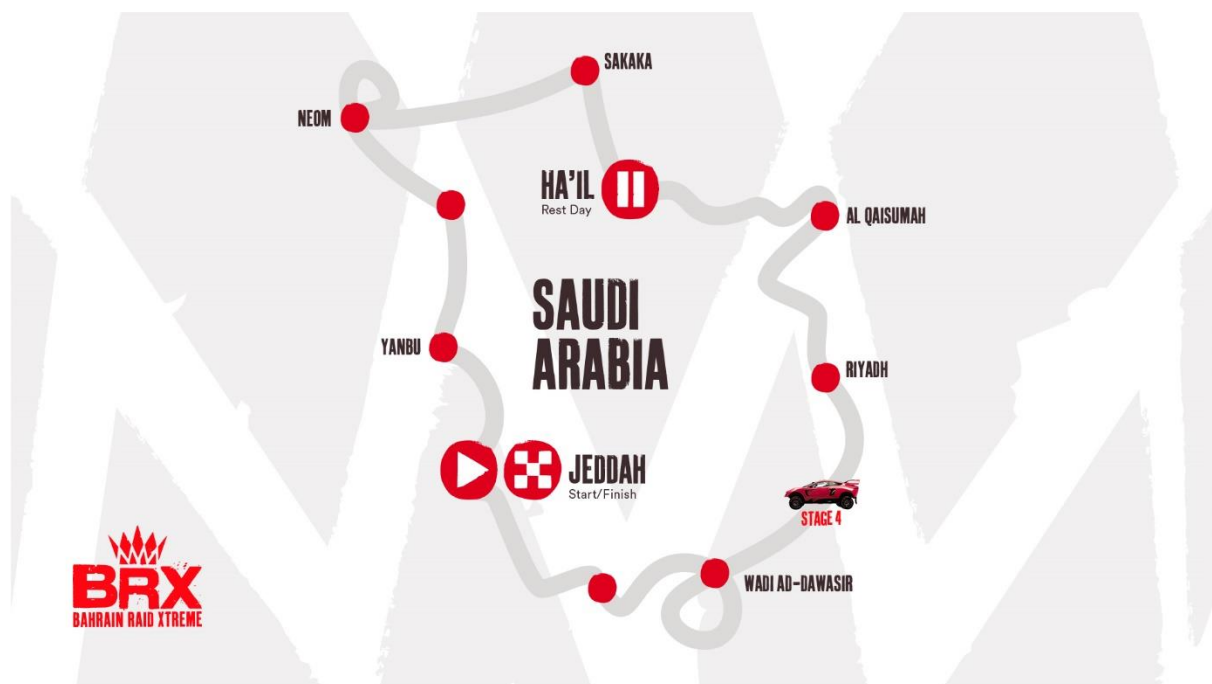 SAKAKA
NEOM
HA'IL
Rest Day
AL QAISUMAH
SAUDI
ARABIA
YANBU
RIYADH
JEDDAH
Start/Finish
STAGE 4
WADI AD-DAWASIR
BRX
BAHRAIN RAID XTREME